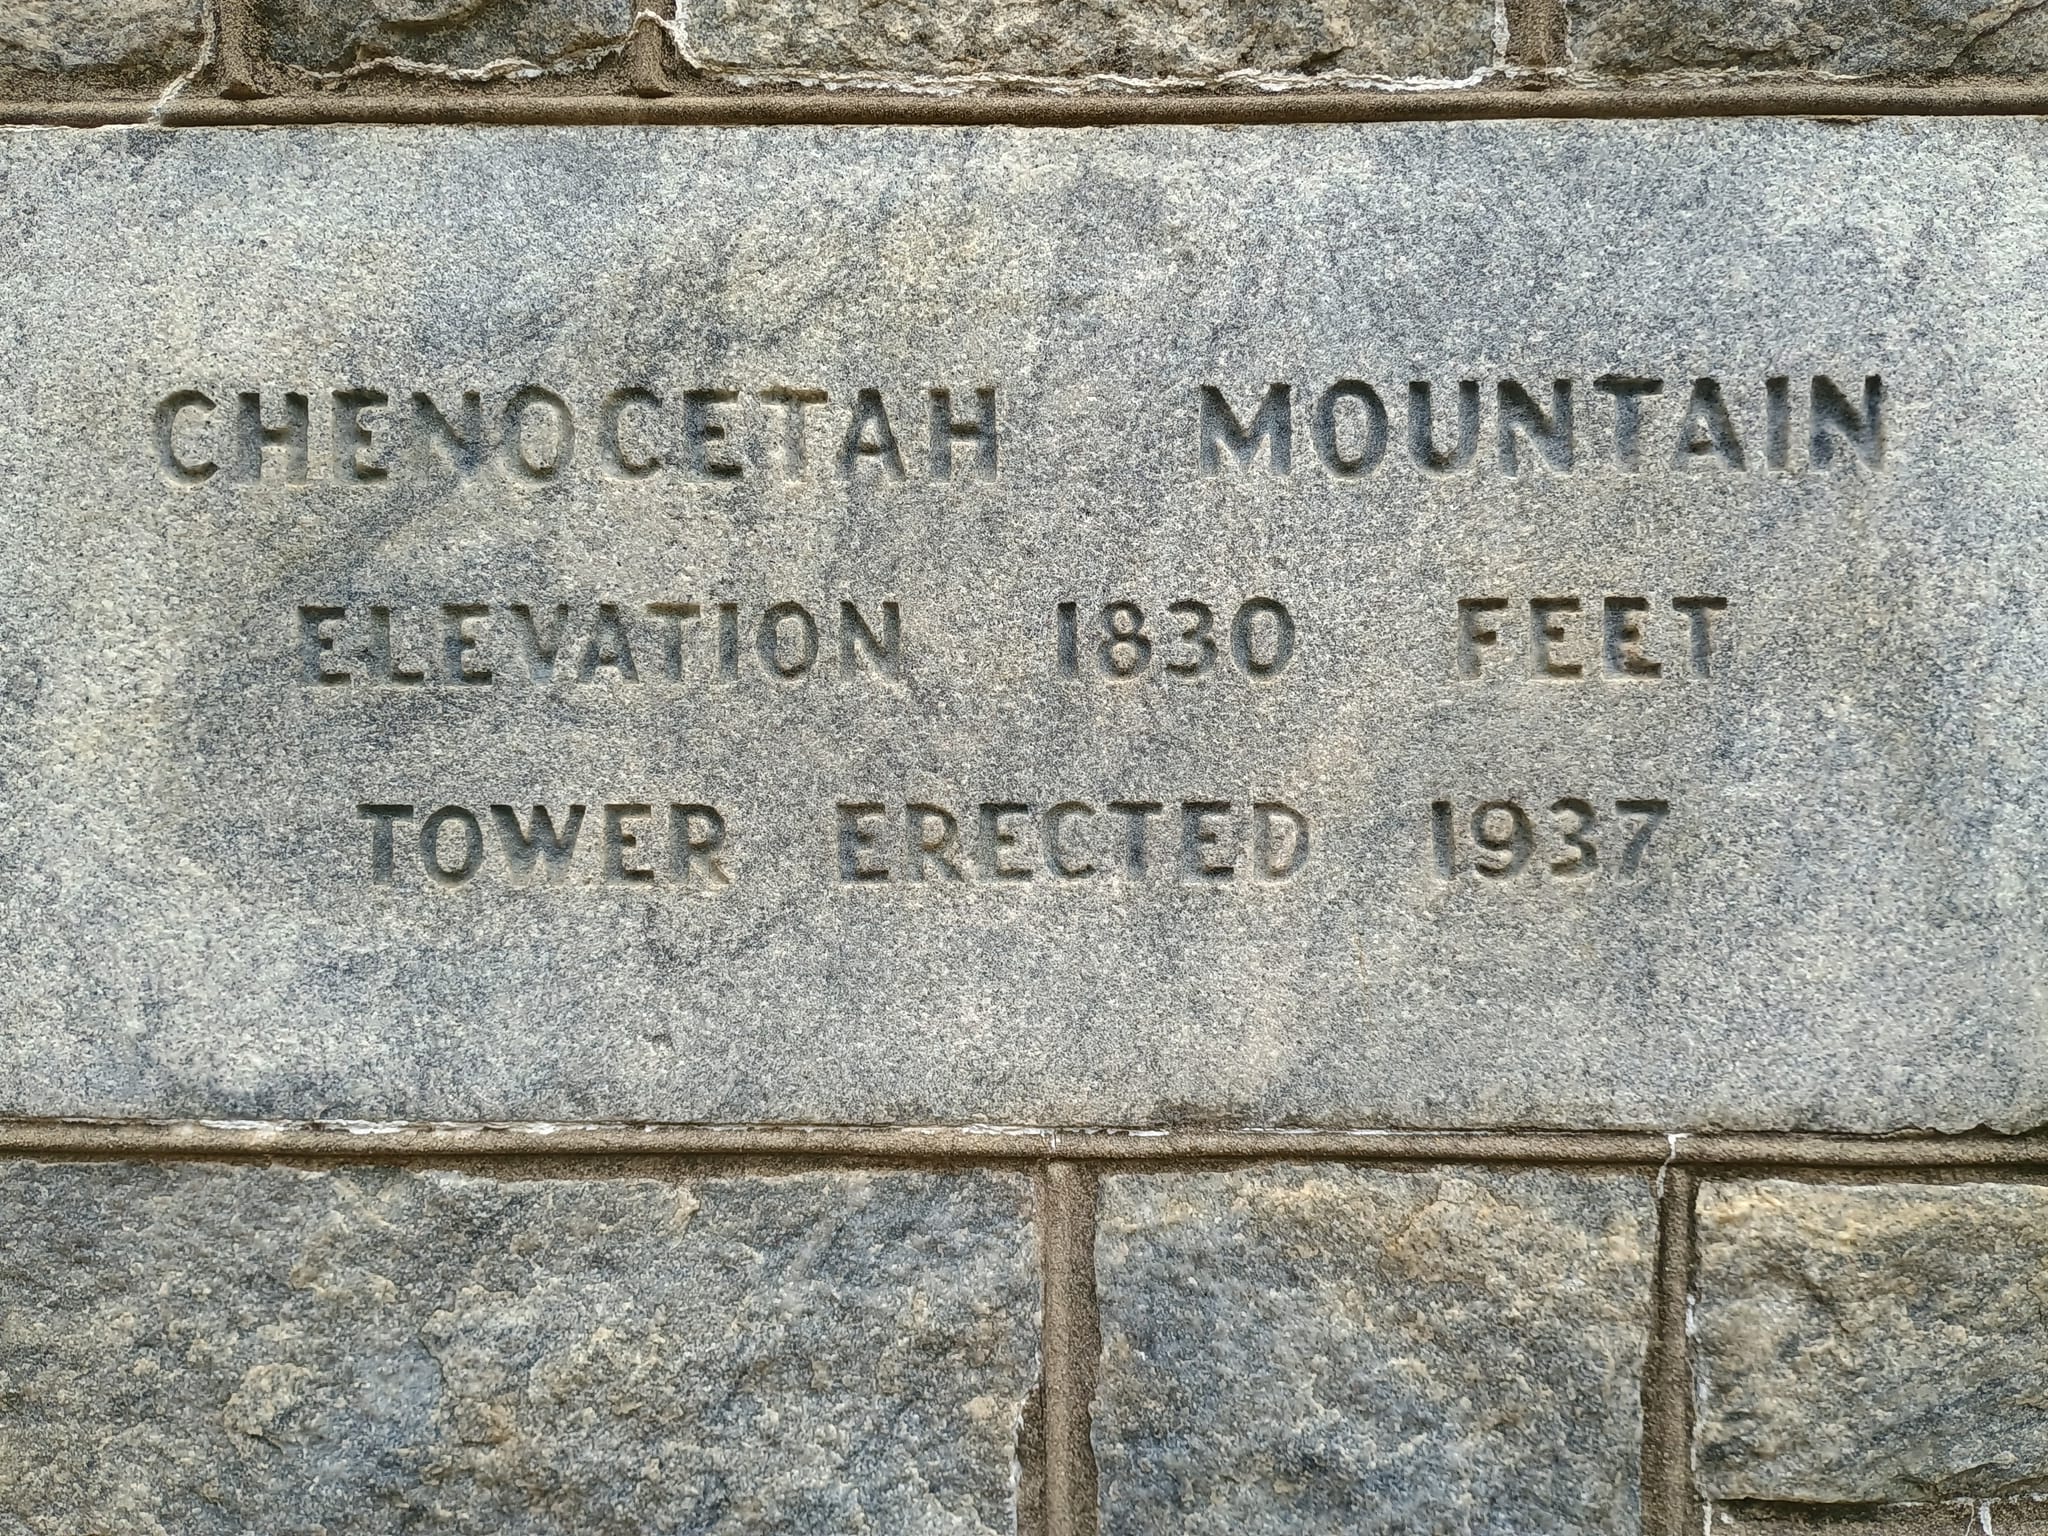 CHENOCETAH MOUNTAIN
ELEVATION 1830 FEET
TOWER ERECTED 1937